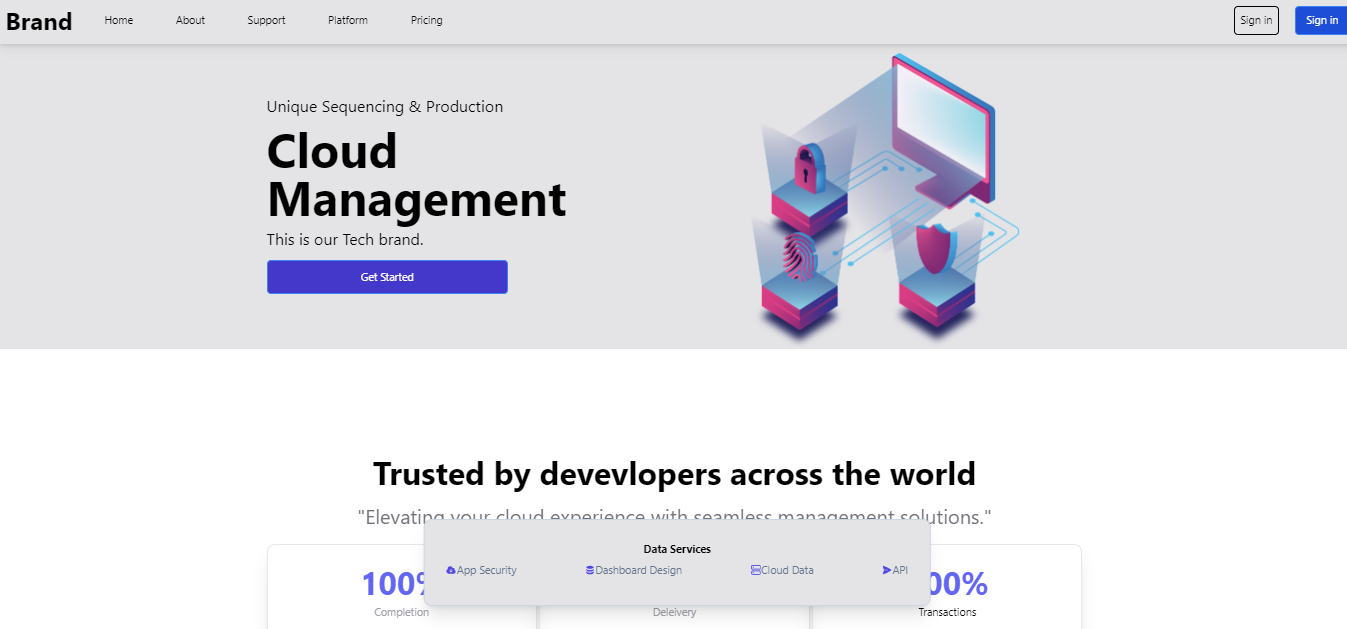 Brand Home About Support Platform Pricing Sign in Sign in
Unique Sequencing & Production
Cloud
Management
This is our Tech brand.
Get Started
Trusted by devevlopers across the world
"Elevating your cloud experience with seamless management solutions."
Data Services
App Security Dashboard Design Cloud Data API
100% 00%
Completion Deleivery Transactions